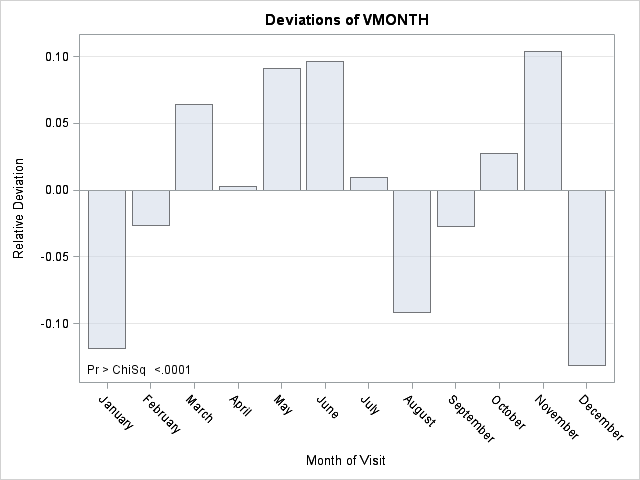 Deviations of VMONTH
Relative Deviation
0.10
0.05
0.00
-0.05
-0.10
Pr > ChiSq <.0001
January
February
March
April
May
June
July
August
September
October
November
December
Month of Visit